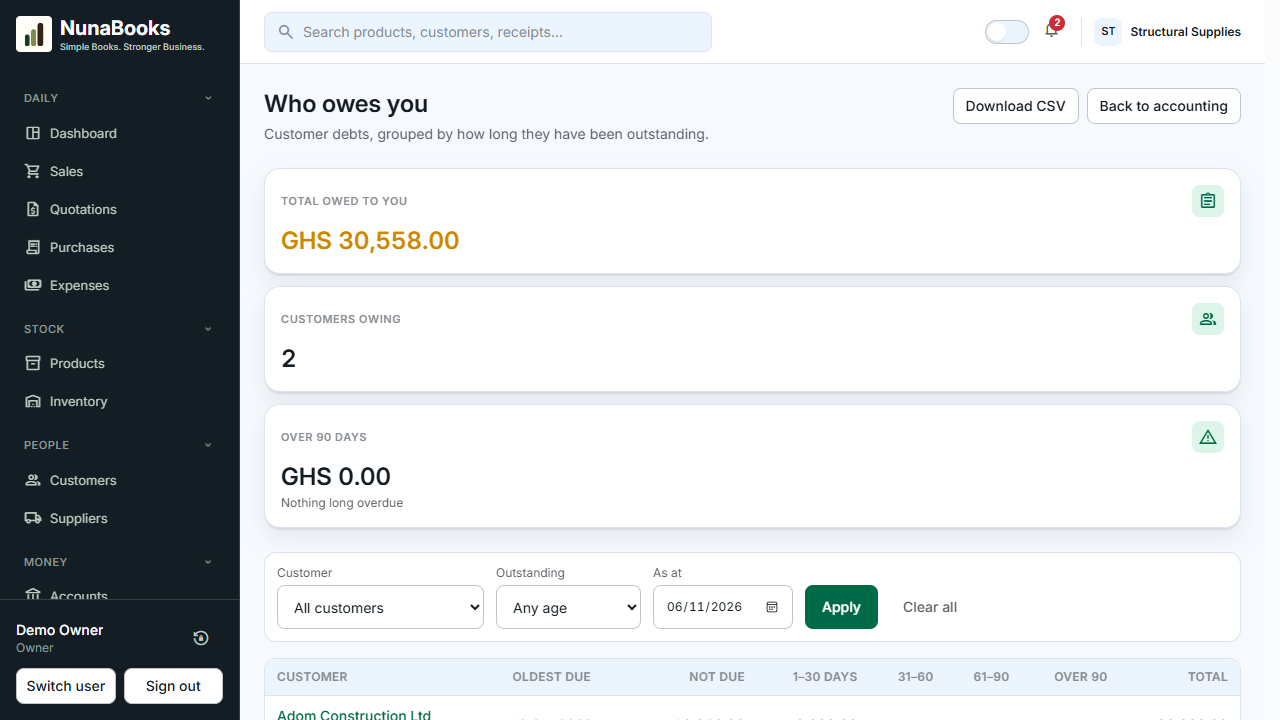 NunaBooks
Simple Books. Stronger Business.
DAILY
Dashboard
Sales
Quotations
Purchases
Expenses
STOCK
Products
Inventory
PEOPLE
Customers
Suppliers
MONEY
Accounts
Demo Owner
Owner
Switch user
Sign out
Search products, customers, receipts...
2
ST
Structural Supplies
Who owes you
Customer debts, grouped by how long they have been outstanding.
Download CSV
Back to accounting
TOTAL OWED TO YOU
GHS 30,558.00
CUSTOMERS OWING
2
OVER 90 DAYS
GHS 0.00
Nothing long overdue
Customer
Outstanding
As at
All customers
Any age
06/11/2026
Apply
Clear all
CUSTOMER OLDEST DUE NOT DUE 1–30 DAYS 31–60 61–90 OVER 90 TOTAL
Adom Construction Ltd